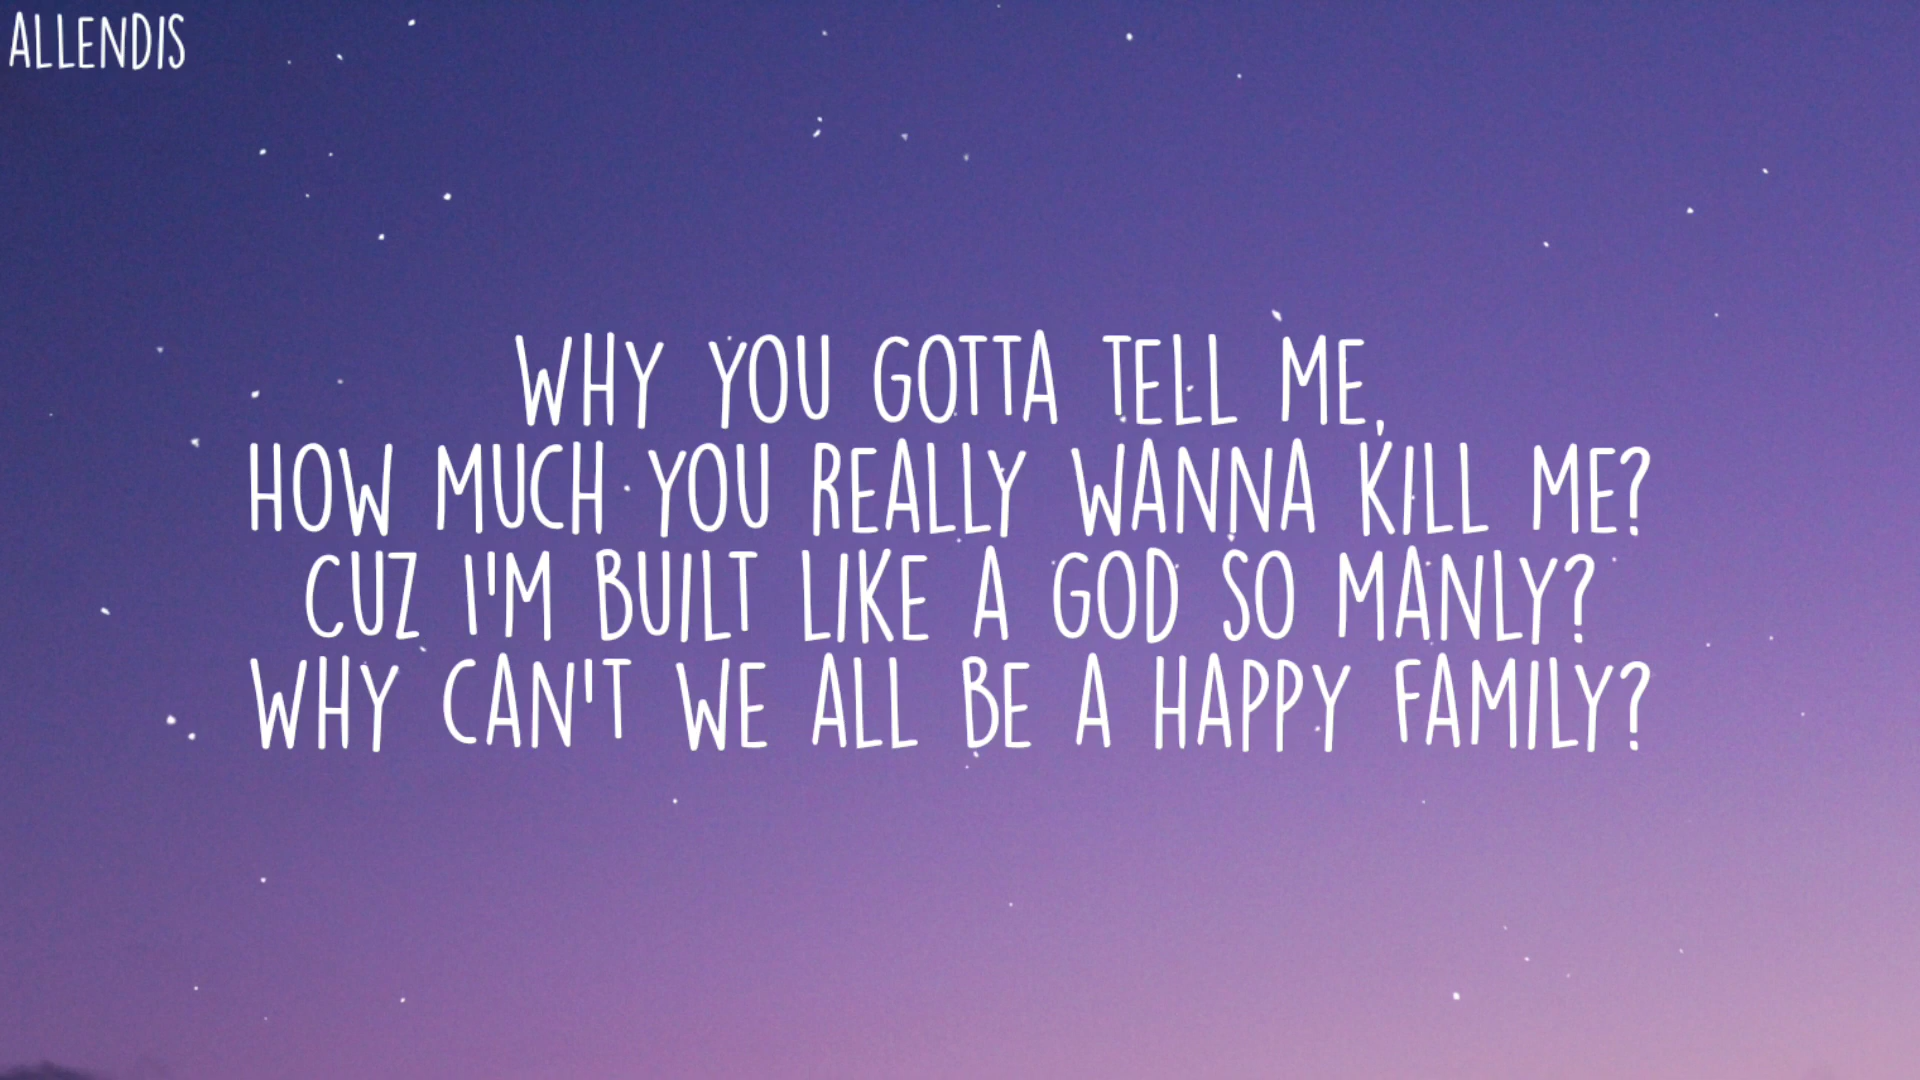 ALLENDIS
WHY YOU GOTTA TELL ME,
HOW MUCH YOU REALLY WANNA KILL ME?
CUZ I'M BUILT LIKE A GOD SO MANLY?
WHY CAN'T WE ALL BE A HAPPY FAMILY?